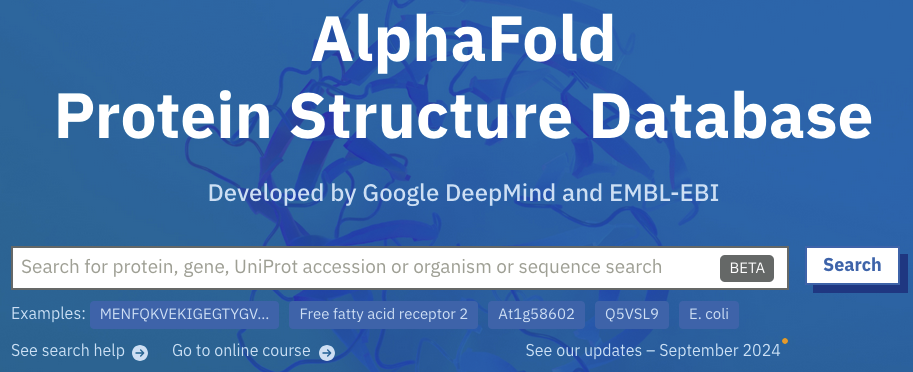 AlphaFold
Protein Structure Database
Developed by Google DeepMind and EMBL-EBI
Search for protein, gene, UniProt accession or organism or sequence search BETA Search
Examples: MENFQKVEKIGEGTYGV... Free fatty acid receptor 2 At1g58602 Q5VSL9 E. coli
See search help Go to online course See our updates – September 2024